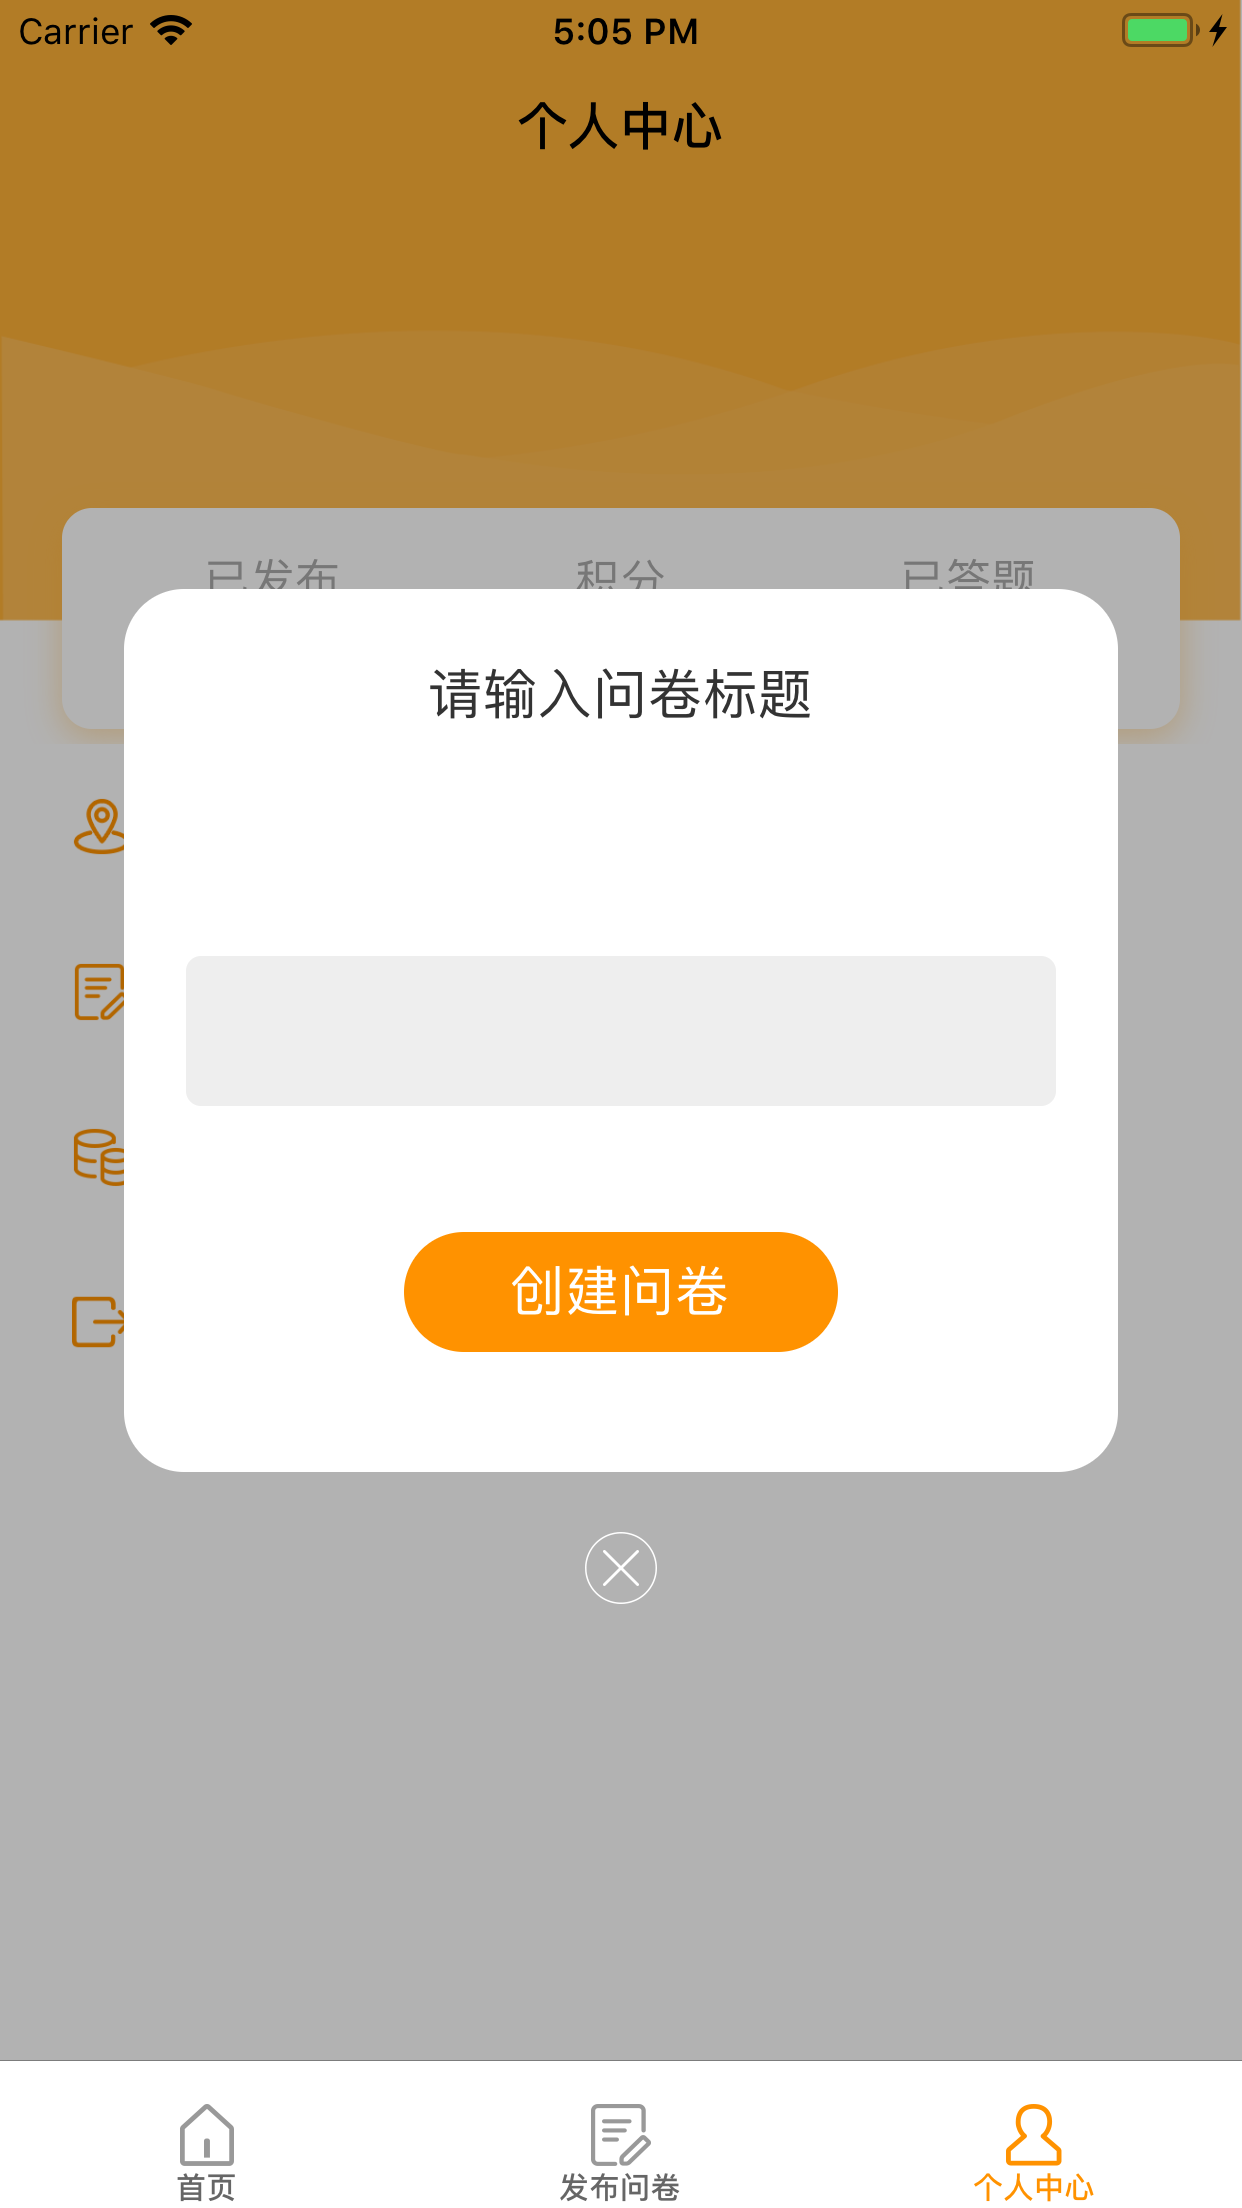 Carrier 5:05 PM
个人中心
已发布 积分 已答题
请输入问卷标题
创建问卷
首页 发布问卷 个人中心